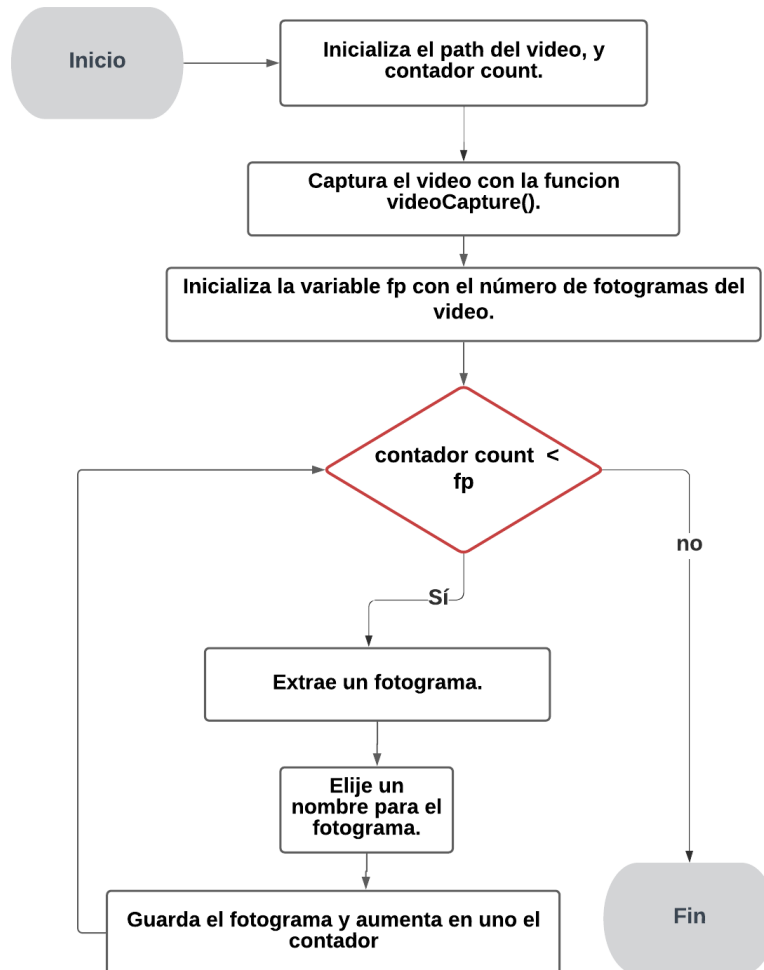 Inicio
Inicializa el path del video, y
contador count.
Captura el video con la funcion
videoCapture().
Inicializa la variable fp con el número de fotogramas del
video.
contador count <
fp
no
Sí
Extrae un fotograma.
Elije un
nombre para el
fotograma.
Guarda el fotograma y aumenta en uno el
contador
Fin